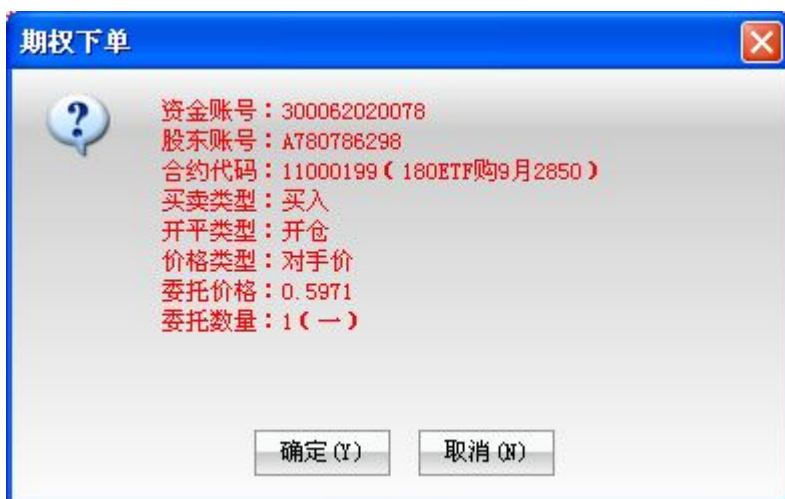 期权下单
资金账号：300062020078
股东账号：A780786298
合约代码：11000199（180ETF购9月2850）
买卖类型：买入
开平类型：开仓
价格类型：对手价
委托价格：0.5971
委托数量：1（一）
确定(Y) 取消(N)